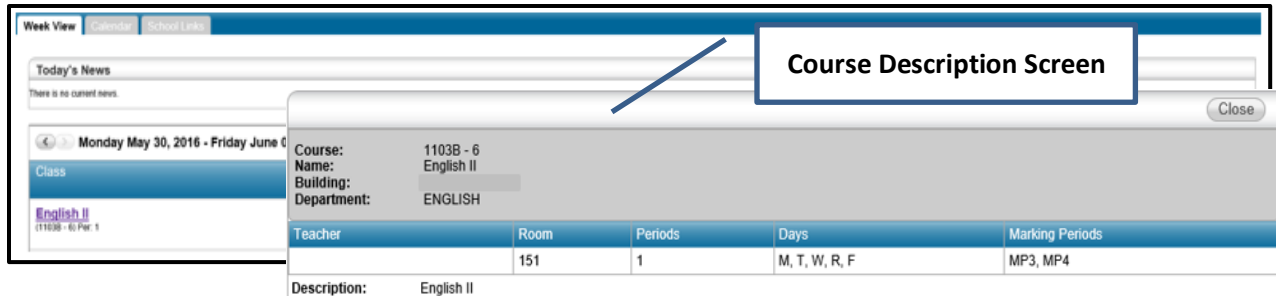 Week View Calendar School Links
Course Description Screen
Today's News
There is no current news.
Close
Monday May 30, 2016 - Friday June 0
Class
English II
(1103B - 6) Per: 1
Course: 1103B - 6
Name: English II
Building:
Department: ENGLISH
Teacher Room Periods Days Marking Periods
151 1 M, T, W, R, F MP3, MP4
Description: English II